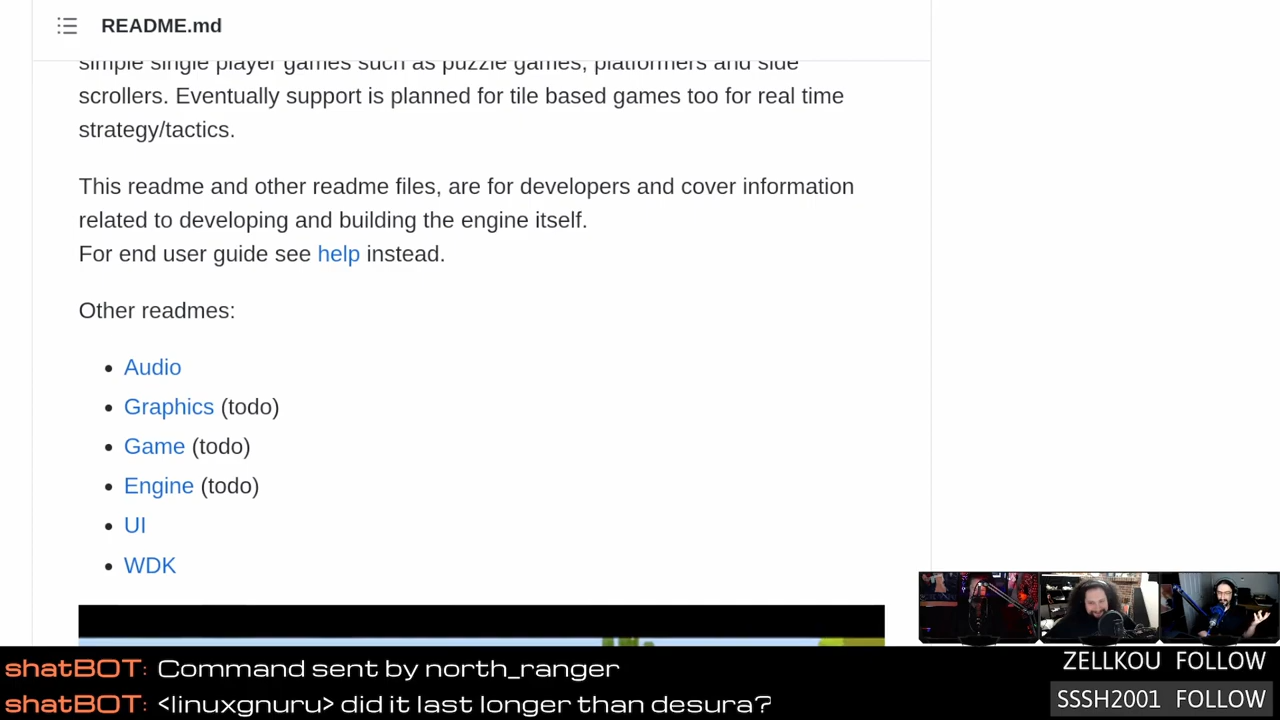 README.md
simple single player games such as puzzle games, platformers and side
scrollers. Eventually support is planned for tile based games too for real time
strategy/tactics.
This readme and other readme files, are for developers and cover information
related to developing and building the engine itself.
For end user guide see help instead.
Other readmes:
Audio
Graphics (todo)
Game (todo)
Engine (todo)
UI
WDK
shatBOT: Command sent by north_ranger
shatBOT: <linuxgnuru> did it last longer than desura?
ZELLKOU FOLLOW
SSSH2001 FOLLOW